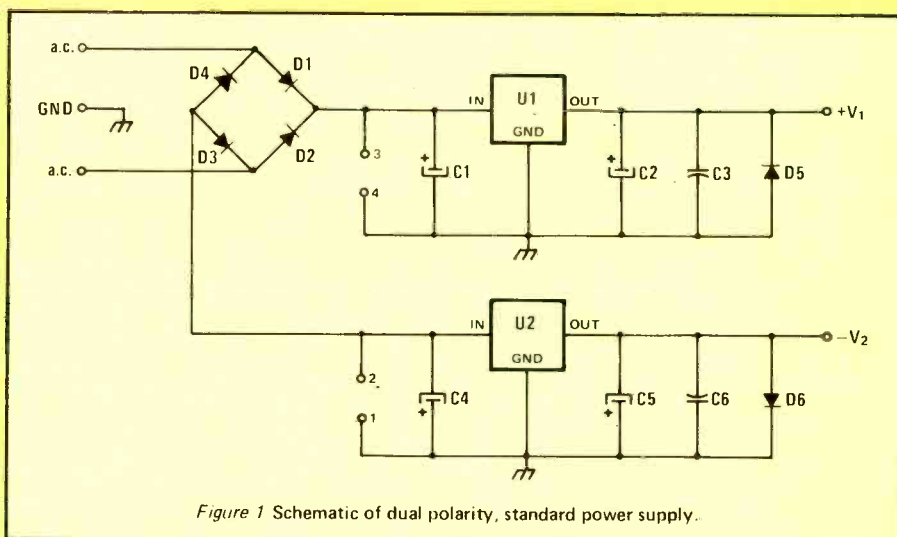 a.c.
D4 D1
GND
D3 D2
a.c.
IN U1 OUT
GND
+V₁
3
4
+ C1
+ C2
C3
D5
IN U2 OUT
GND
−V₂
2
1
C4
+
C5
+
C6
D6
Figure 1 Schematic of dual polarity, standard power supply.